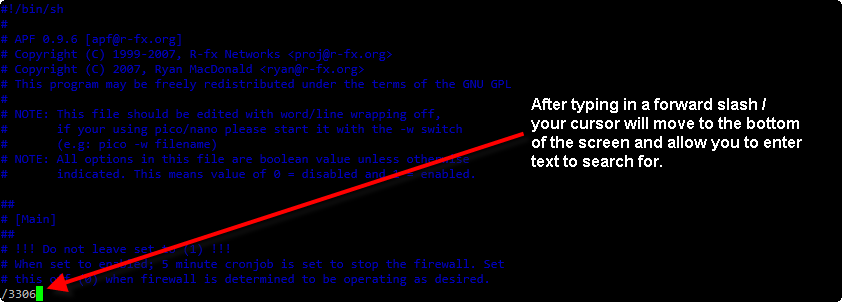 #!/bin/sh
#
# APF 0.9.6 [apf@r-fx.org]
# Copyright (C) 1999-2007, R-fx Networks <proj@r-fx.org>
# Copyright (C) 2007, Ryan MacDonald <ryan@r-fx.org>
# This program may be freely redistributed under the terms of the GNU GPL
#
# NOTE: This file should be edited with word/line wrapping off,
#       if your using pico/nano please start it with the -w switch
#       (e.g: pico -w filename)
# NOTE: All options in this file are boolean value unless otherwise
#       indicated. This means value of 0 = disabled and 1 = enabled.
##
# [Main]
##
# !!! Do not leave set to (1) !!!
# When set to enabled; 5 minute cronjob is set to stop the firewall. Set
# this off (0) when firewall is determined to be operating as desired.
/3306
After typing in a forward slash /
your cursor will move to the bottom
of the screen and allow you to enter
text to search for.